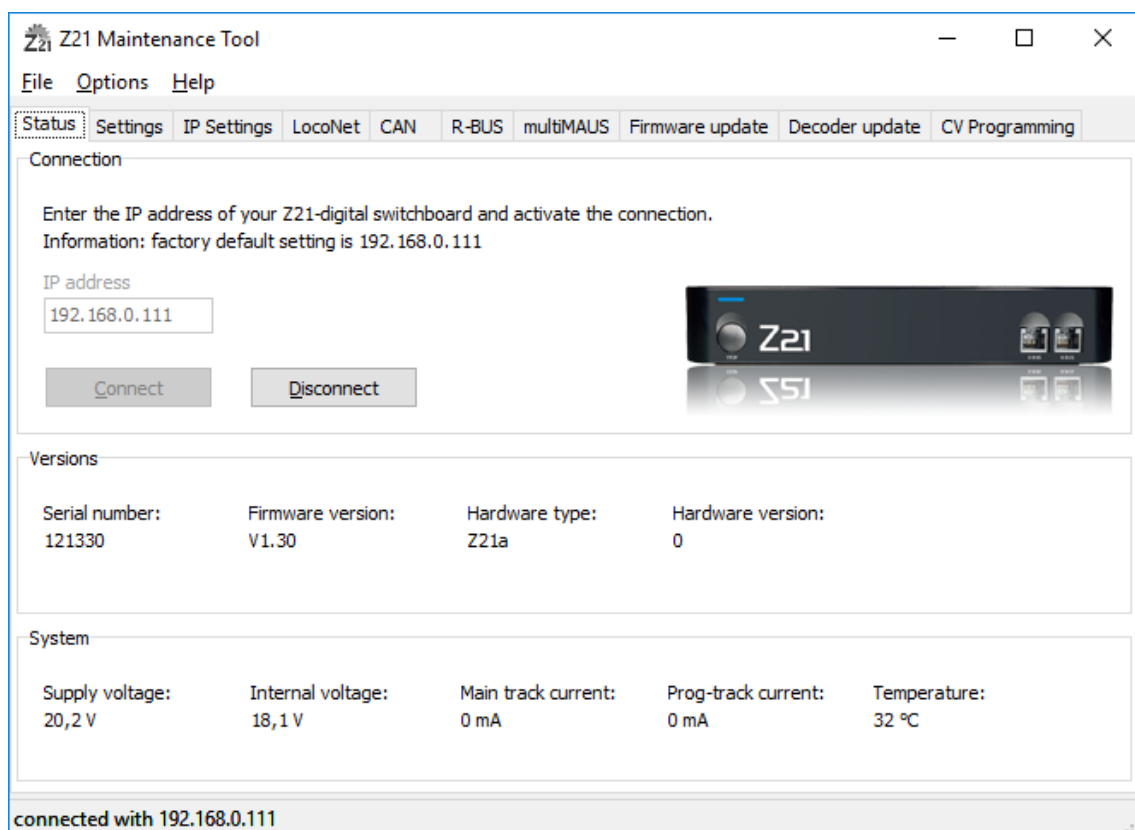 Z21 Maintenance Tool
File Options Help
Status Settings IP Settings LocoNet CAN R-BUS multiMAUS Firmware update Decoder update CV Programming
Connection
Enter the IP address of your Z21-digital switchboard and activate the connection.
Information: factory default setting is 192.168.0.111
IP address
192.168.0.111
Z21
Connect Disconnect
Versions
Serial number: Firmware version: Hardware type: Hardware version:
121330 V1.30 Z21a 0
System
Supply voltage: Internal voltage: Main track current: Prog-track current: Temperature:
20,2 V 18,1 V 0 mA 0 mA 32 °C
connected with 192.168.0.111